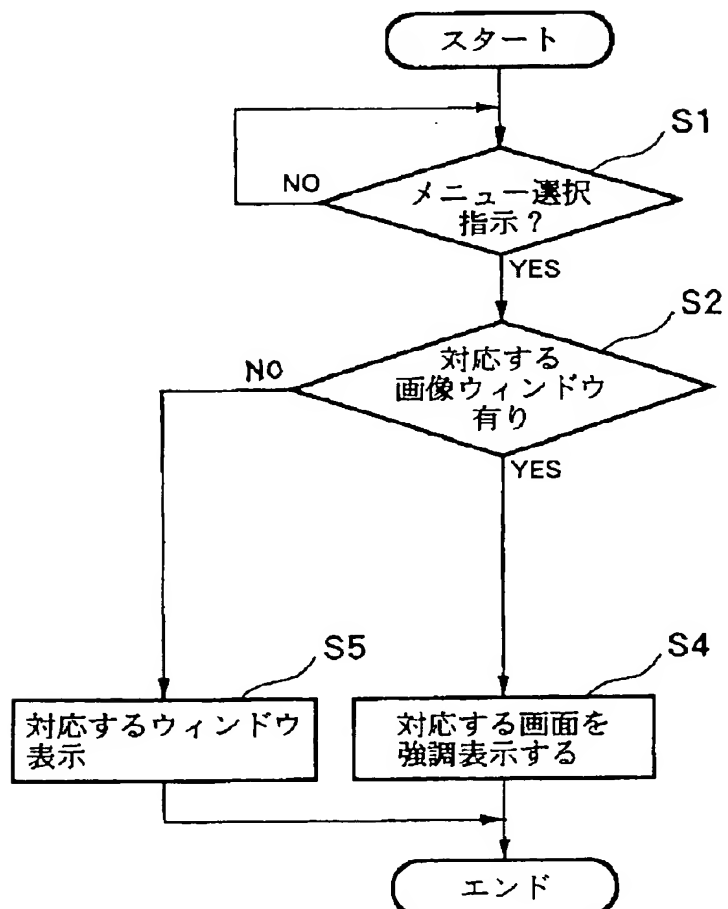 スタート
S1
メニュー選択
指示？
NO
YES
S2
対応する
画像ウィンドウ
有り
NO
YES
S5
対応するウィンドウ
表示
S4
対応する画面を
強調表示する
エンド